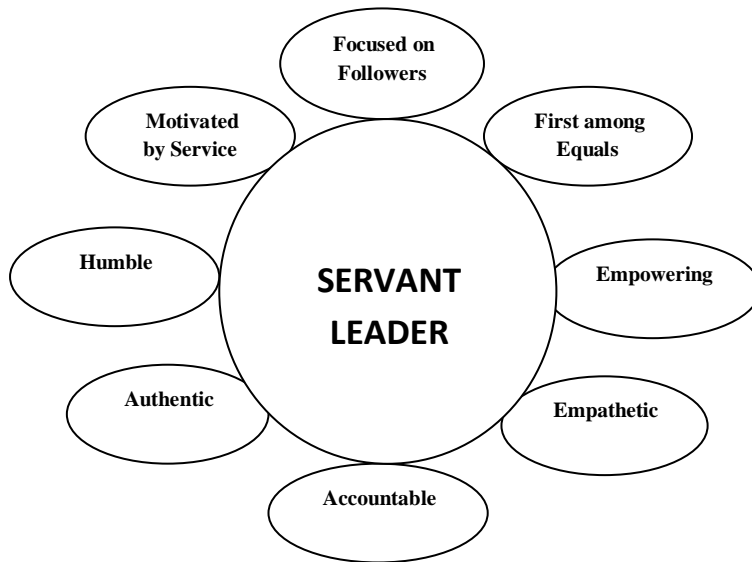 Focused on
Followers
Motivated
by Service
First among
Equals
Humble
SERVANT
LEADER
Empowering
Authentic
Empathetic
Accountable